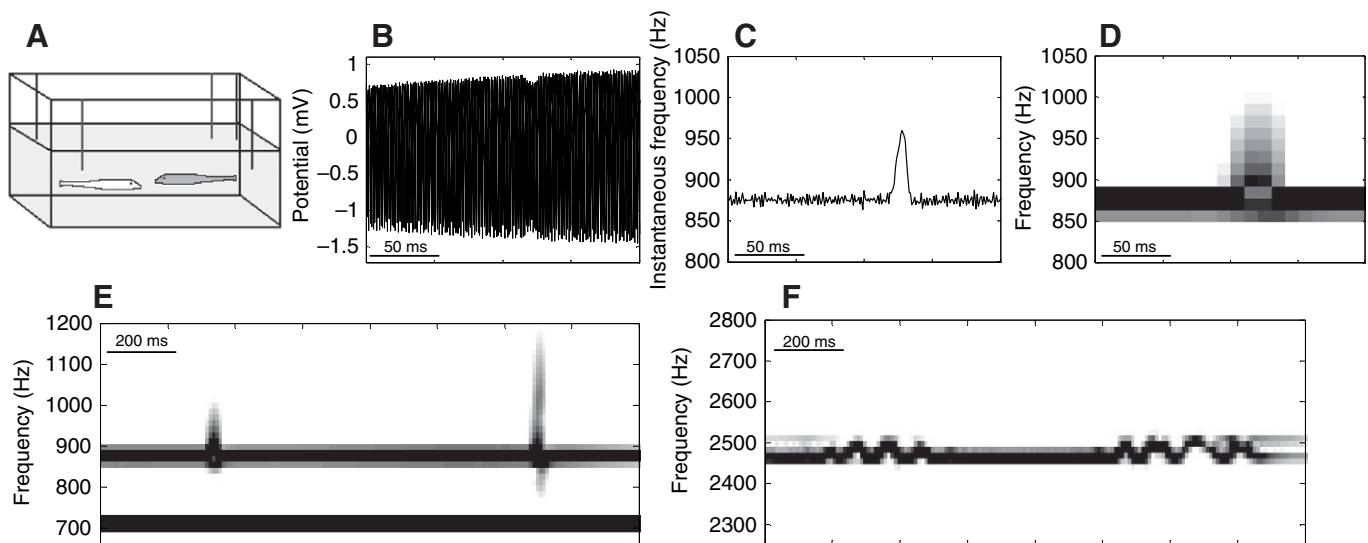 A
B
Potential (mV)
1
0.5
0
−0.5
−1
−1.5
50 ms
C
Instantaneous frequency (Hz)
1050
1000
950
900
850
800
50 ms
D
Frequency (Hz)
1050
1000
950
900
850
800
50 ms
E
Frequency (Hz)
1200
1100
1000
900
800
700
200 ms
F
Frequency (Hz)
2800
2700
2600
2500
2400
2300
200 ms